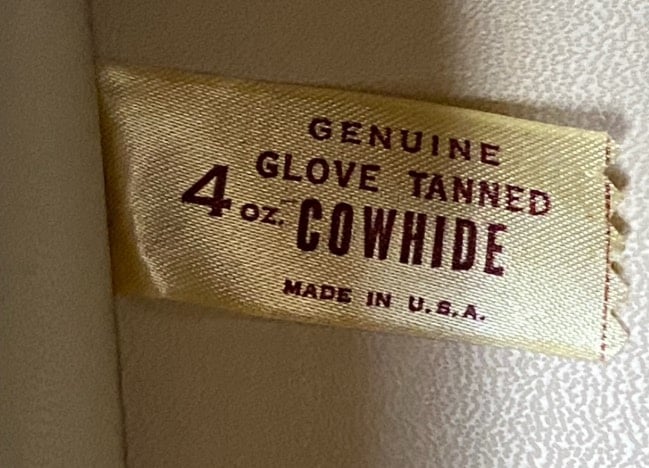 GENUINE
GLOVE TANNED
4 OZ. COWHIDE
MADE IN U.S.A.